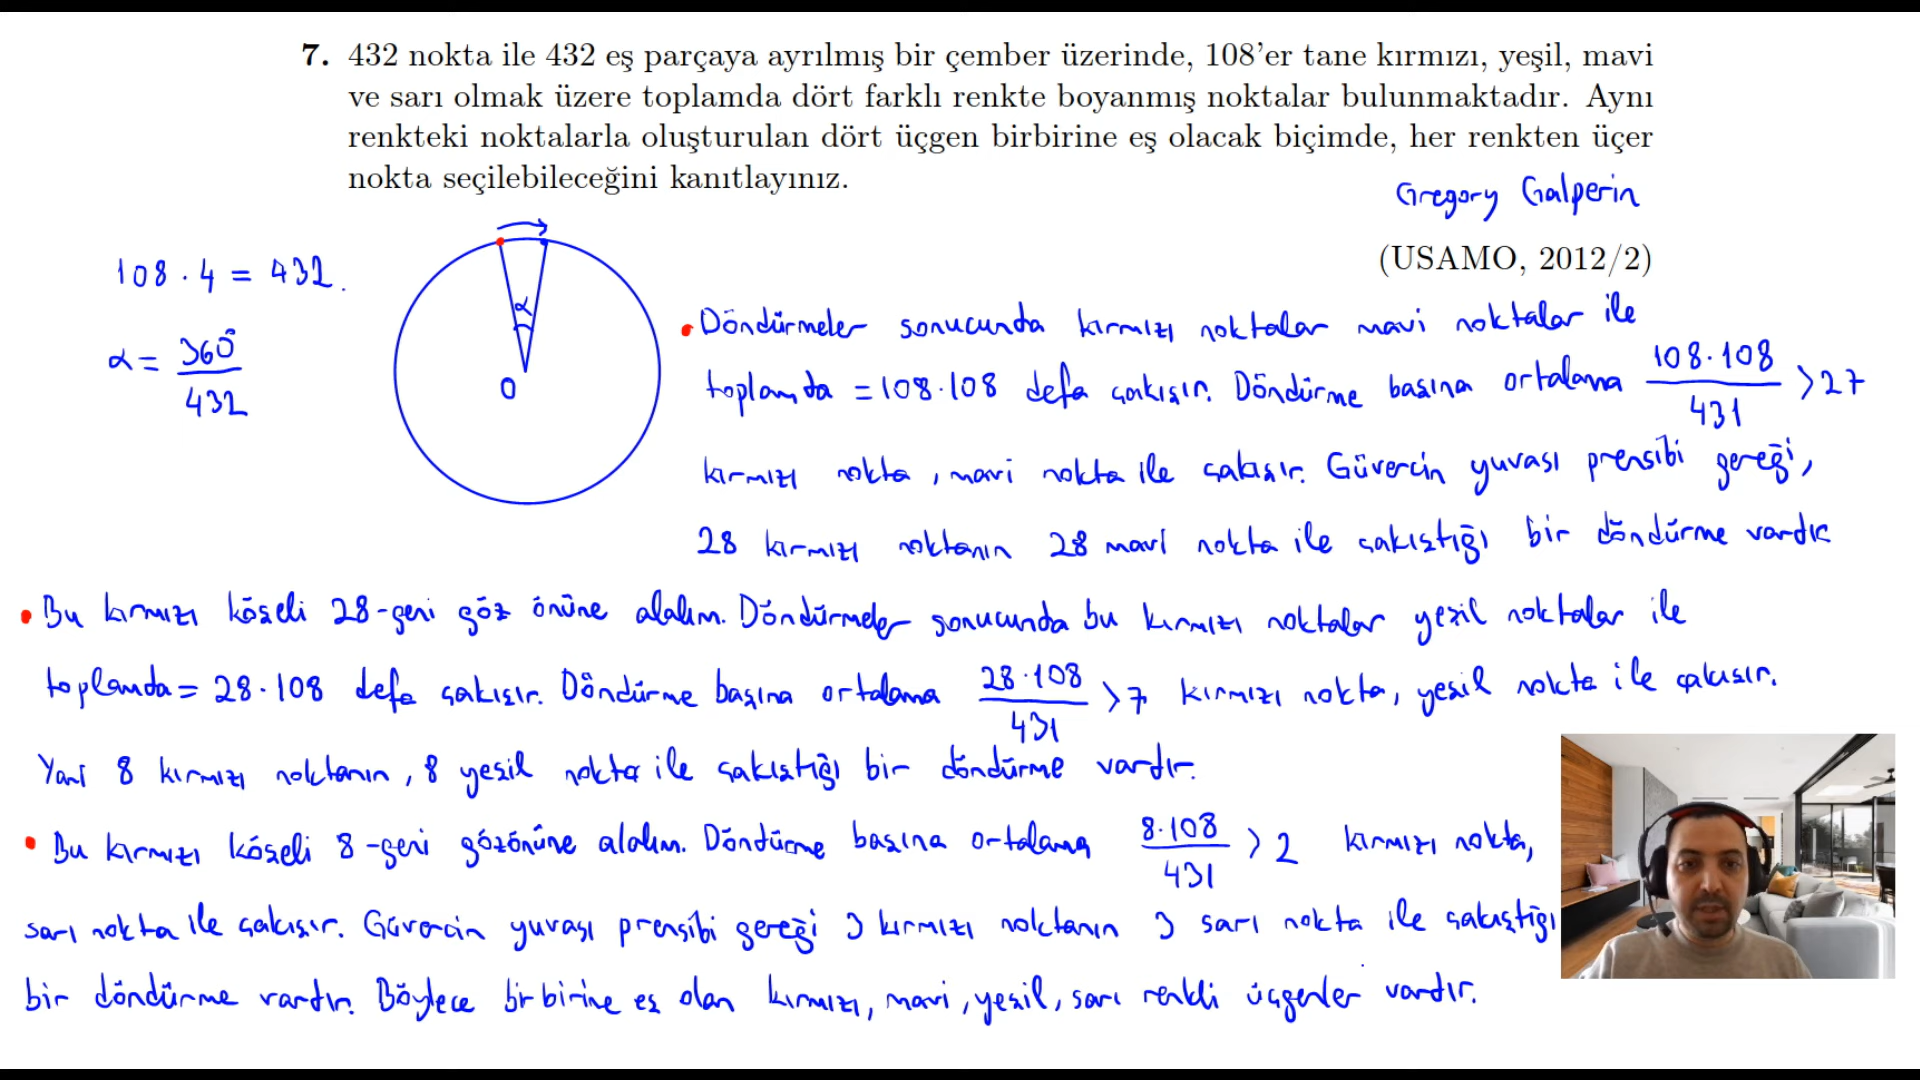 7. 432 nokta ile 432 eş parçaya ayrılmış bir çember üzerinde, 108’er tane kırmızı, yeşil, mavi
ve sarı olmak üzere toplamda dört farklı renkte boyanmış noktalar bulunmaktadır. Aynı
renkteki noktalarla oluşturulan dört üçgen birbirine eş olacak biçimde, her renkten üçer
nokta seçilebileceğini kanıtlayınız.
Gregory Galperin
(USAMO, 2012/2)
108 · 4 = 432.
α = 360° / 432
α
O
• Döndürmeler sonucunda kırmızı noktalar mavi noktalar ile
toplamda = 108·108 defa çakışır. Döndürme başına ortalama 108·108 / 431 > 27
kırmızı nokta, mavi nokta ile çakışır. Güvercin yuvası prensibi gereği,
28 kırmızı noktanın 28 mavi nokta ile çakıştığı bir döndürme vardır
• Bu kırmızı köşeli 28-geni göz önüne alalım. Döndürmeler sonucunda bu kırmızı noktalar yeşil noktalar ile
toplamda = 28·108 defa çakışır. Döndürme başına ortalama 28·108 / 431 > 7 kırmızı nokta, yeşil nokta ile çakışır.
Yani 8 kırmızı noktanın, 8 yeşil nokta ile çakıştığı bir döndürme vardır.
• Bu kırmızı köşeli 8-geni gözönüne alalım. Döndürme başına ortalama 8·108 / 431 > 2 kırmızı nokta,
sarı nokta ile çakışır. Güvercin yuvası prensibi gereği 3 kırmızı noktanın 3 sarı nokta ile çakıştığı
bir döndürme vardır. Böylece birbirine eş olan kırmızı, mavi, yeşil, sarı renkli üçgenler vardır.